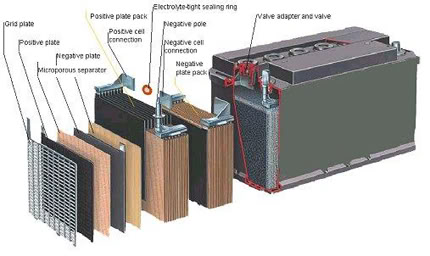 Electrolyte-tight sealing ring
Positive plate pack
Negative pole
Valve adapter and valve
Grid plate
Positive cell
connection
Positive plate
Negative cell
connection
Negative plate
Negative
plate pack
Microporous separator